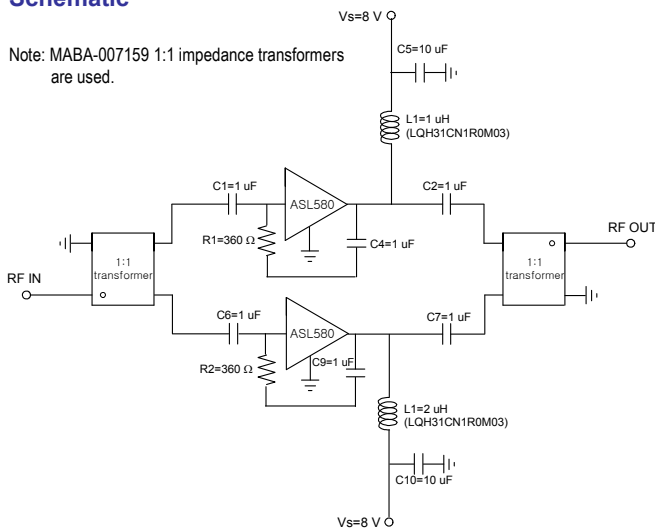 Schematic
Vs=8 V
Note: MABA-007159 1:1 impedance transformers
are used.
C5=10 uF
L1=1 uH
(LQH31CN1R0M03)
C1=1 uF
C2=1 uF
ASL580
R1=360 Ω
C4=1 uF
RF OUT
1:1
transformer
1:1
transformer
RF IN
C6=1 uF
C7=1 uF
ASL580
R2=360 Ω
C9=1 uF
L1=2 uH
(LQH31CN1R0M03)
C10=10 uF
Vs=8 V